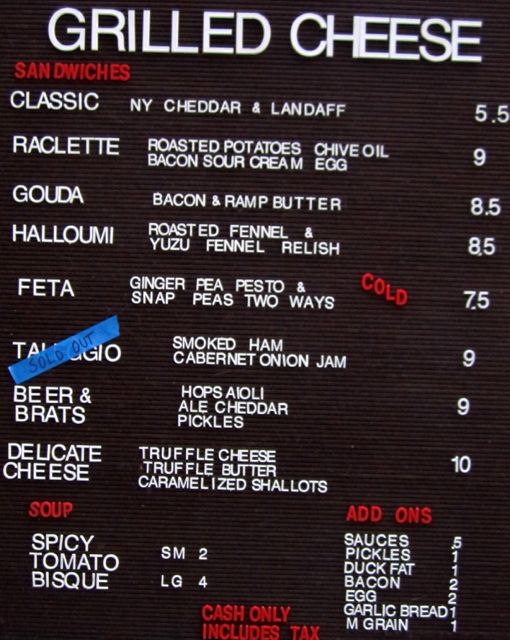 GRILLED CHEESE
SANDWICHES
CLASSIC NY CHEDDAR & LANDAFF 5.5
RACLETTE ROASTED POTATOES CHIVE OIL 9
BACON SOUR CREAM EGG
GOUDA BACON & RAMP BUTTER 8.5
HALLOUMI ROASTED FENNEL & 8.5
YUZU FENNEL RELISH
FETA GINGER PEA PESTO & COLD 7.5
SNAP PEAS TWO WAYS
TALEGGIO SOLD OUT SMOKED HAM 9
CABERNET ONION JAM
BEER & HOPS AIOLI 9
BRATS ALE CHEDDAR
PICKLES
DELICATE TRUFFLE CHEESE 10
CHEESE TRUFFLE BUTTER
CARAMELIZED SHALLOTS
SOUP
SPICY SM 2
TOMATO
BISQUE LG 4
ADD ONS
SAUCES .5
PICKLES 1
DUCK FAT 1
BACON 2
EGG 2
GARLIC BREAD 1
M GRAIN 1
CASH ONLY
INCLUDES TAX